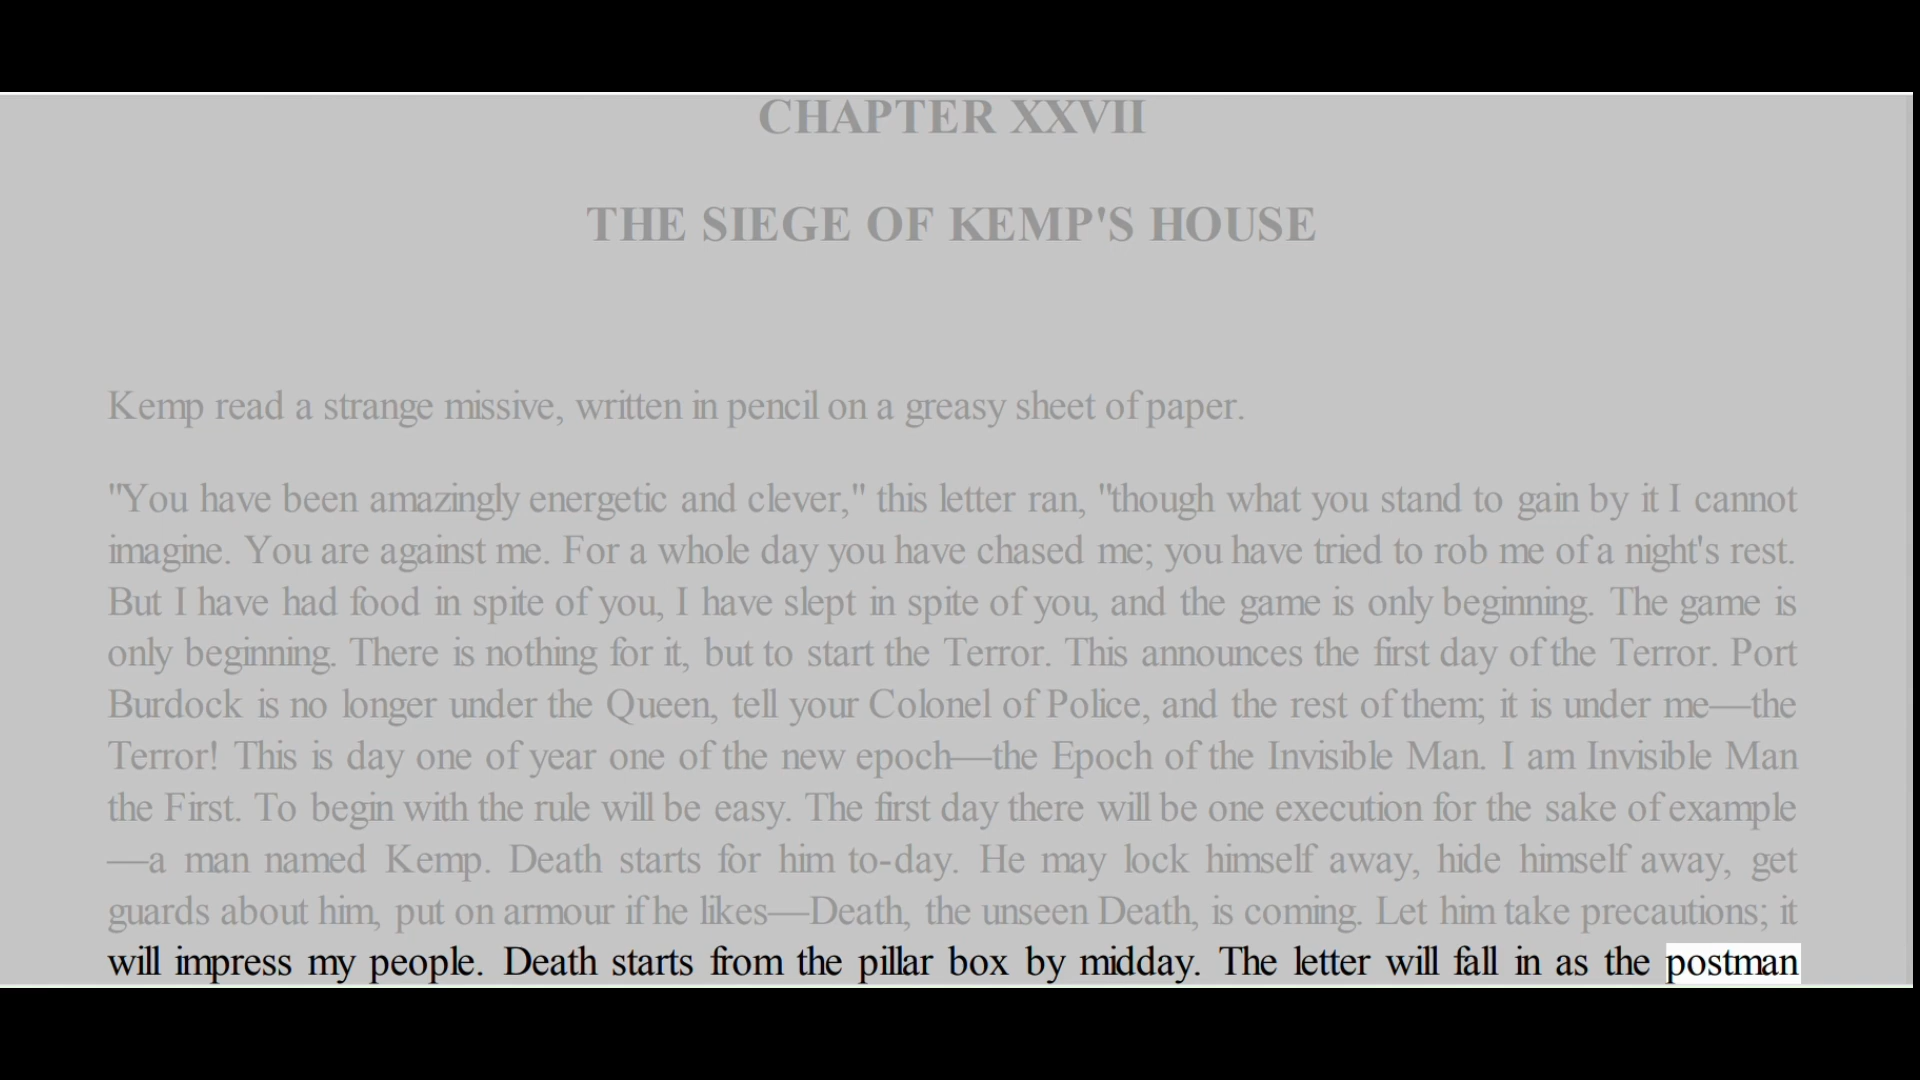 CHAPTER XXVII
THE SIEGE OF KEMP'S HOUSE
Kemp read a strange missive, written in pencil on a greasy sheet of paper.
"You have been amazingly energetic and clever," this letter ran, "though what you stand to gain by it I cannot
imagine. You are against me. For a whole day you have chased me; you have tried to rob me of a night's rest.
But I have had food in spite of you, I have slept in spite of you, and the game is only beginning. The game is
only beginning. There is nothing for it, but to start the Terror. This announces the first day of the Terror. Port
Burdock is no longer under the Queen, tell your Colonel of Police, and the rest of them; it is under me—the
Terror! This is day one of year one of the new epoch—the Epoch of the Invisible Man. I am Invisible Man
the First. To begin with the rule will be easy. The first day there will be one execution for the sake of example
—a man named Kemp. Death starts for him to-day. He may lock himself away, hide himself away, get
guards about him, put on armour if he likes—Death, the unseen Death, is coming. Let him take precautions; it
will impress my people. Death starts from the pillar box by midday. The letter will fall in as the postman